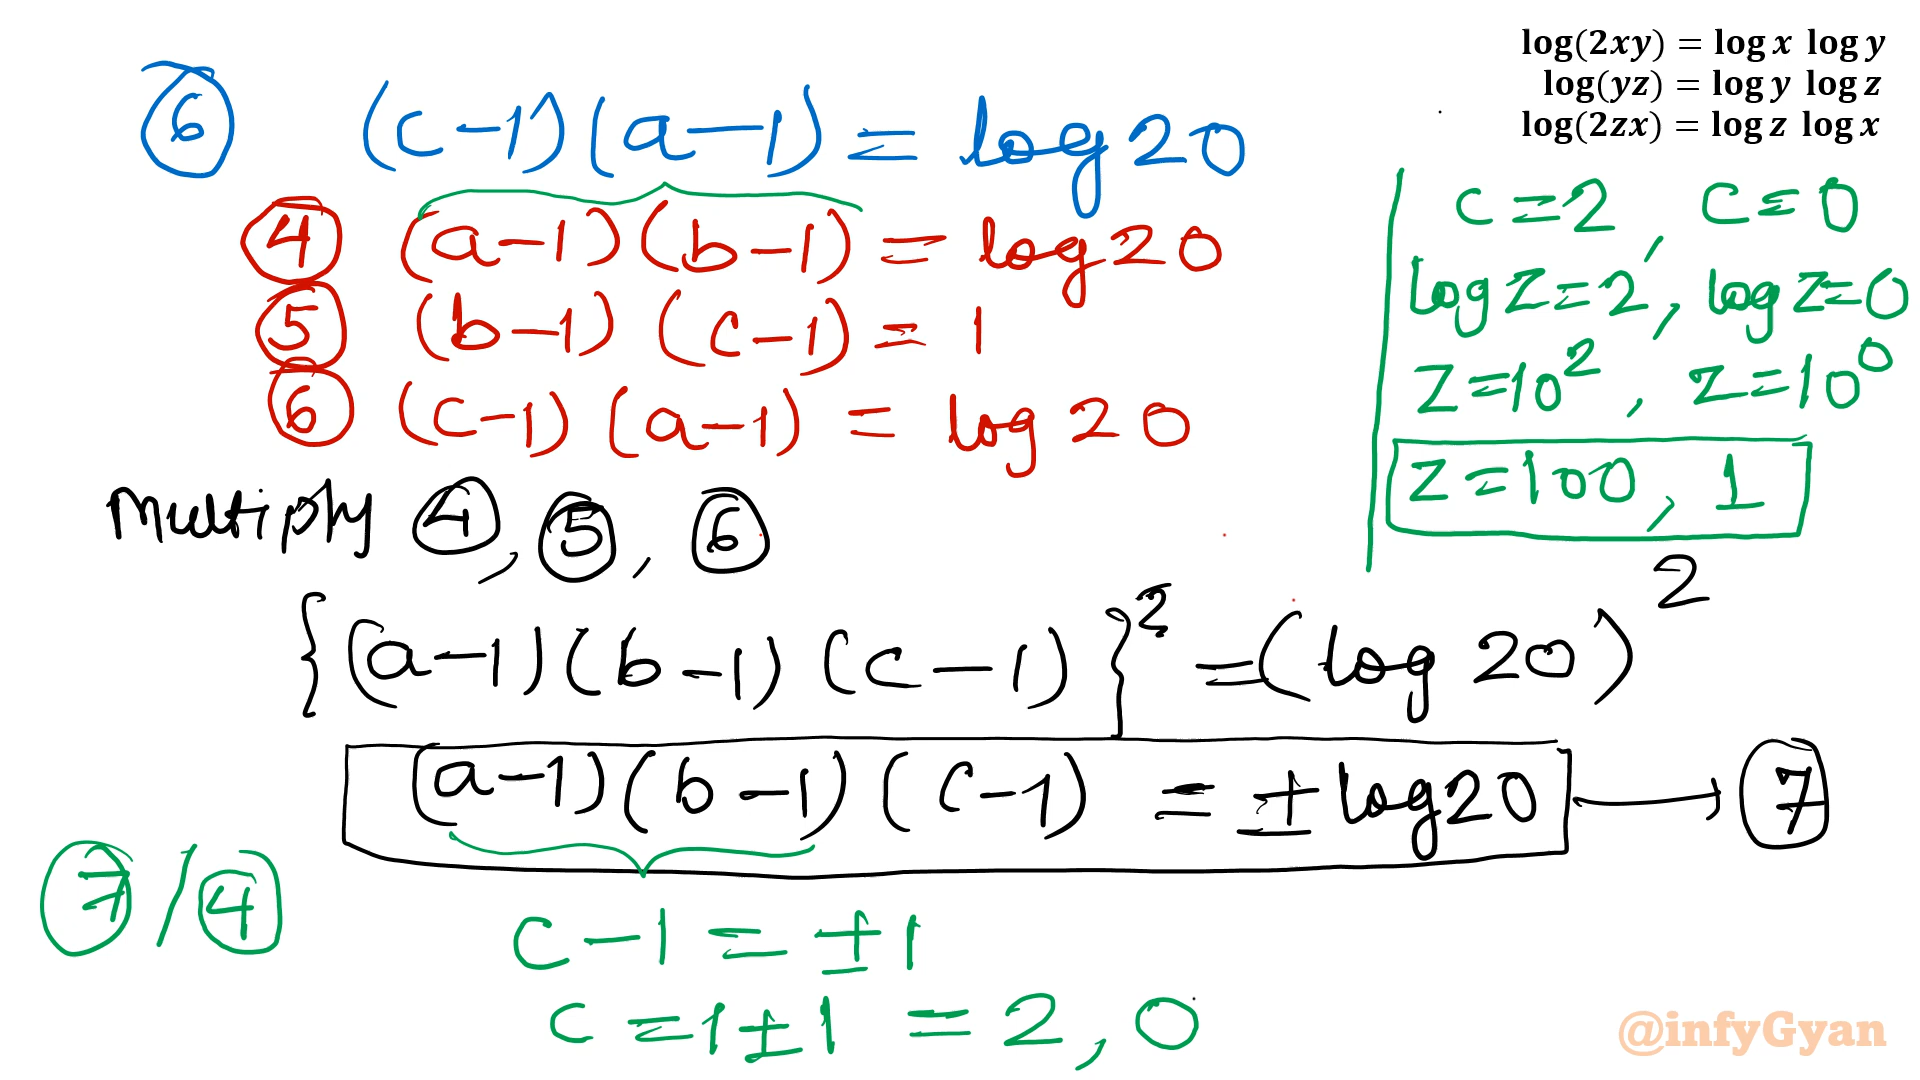 log(2xy) = log x log y
log(yz) = log y log z
log(2zx) = log z log x
⑥ (c-1)(a-1) = log 20
④ (a-1)(b-1) = log 20
⑤ (b-1)(c-1) = 1
⑥ (c-1)(a-1) = log 20
Multiply ④, ⑤, ⑥
{(a-1)(b-1)(c-1)}² = (log 20)²
(a-1)(b-1)(c-1) = ± log 20 → ⑦
⑦/④
c-1 = ±1
c = 1±1 = 2, 0
c=2, c=0
log z=2, log z=0
z=10², z=10⁰
z=100, 1
@infyGyan